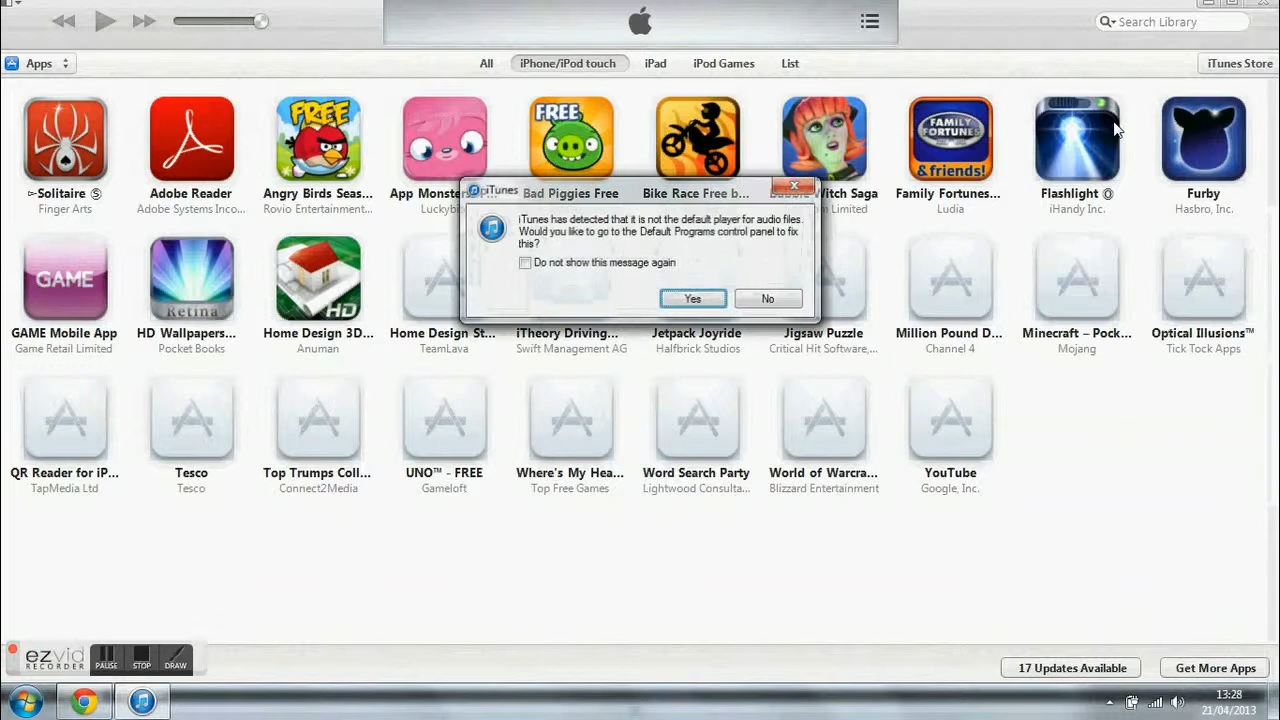 Search Library
Apps
All
iPhone/iPod touch
iPad
iPod Games
List
iTunes Store
FREE
FREE
FAMILY
FORTUNES
& friends!
Solitaire Ⓢ
Adobe Reader
Angry Birds Seas...
App Monster
Bad Piggies Free
Bike Race Free b...
Witch Saga
Family Fortunes...
Flashlight
Furby
Finger Arts
Adobe Systems Inco...
Rovio Entertainment...
Luckyb
Limited
Ludia
iHandy Inc.
Hasbro, Inc.
iTunes
iTunes has detected that it is not the default player for audio files.
Would you like to go to the Default Programs control panel to fix
this?
Do not show this message again
Yes
No
GAME
Retina
HD
GAME Mobile App
HD Wallpapers...
Home Design 3D...
Home Design St...
iTheory Driving...
Jetpack Joyride
Jigsaw Puzzle
Million Pound D...
Minecraft – Pock...
Optical Illusions™
Game Retail Limited
Pocket Books
Anuman
TeamLava
Swift Management AG
Halfbrick Studios
Critical Hit Software,...
Channel 4
Mojang
Tick Tock Apps
QR Reader for iP...
Tesco
Top Trumps Coll...
UNO™ - FREE
Where's My Hea...
Word Search Party
World of Warcra...
YouTube
TapMedia Ltd
Tesco
Connect2Media
Gameloft
Top Free Games
Lightwood Consulta...
Blizzard Entertainment
Google, Inc.
ezvid
RECORDER
PAUSE
STOP
DRAW
17 Updates Available
Get More Apps
13:28
21/04/2013